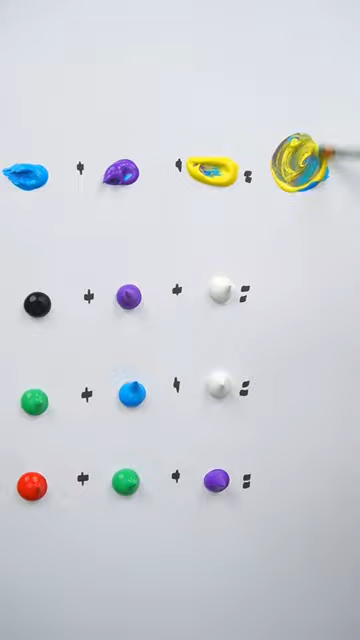 + + =
+ + =
+ + =
+ + =